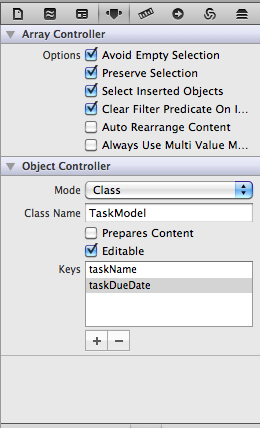 Array Controller
Options Avoid Empty Selection
Preserve Selection
Select Inserted Objects
Clear Filter Predicate On I...
Auto Rearrange Content
Always Use Multi Value M...
Object Controller
Mode Class
Class Name TaskModel
Prepares Content
Editable
Keys taskName
taskDueDate